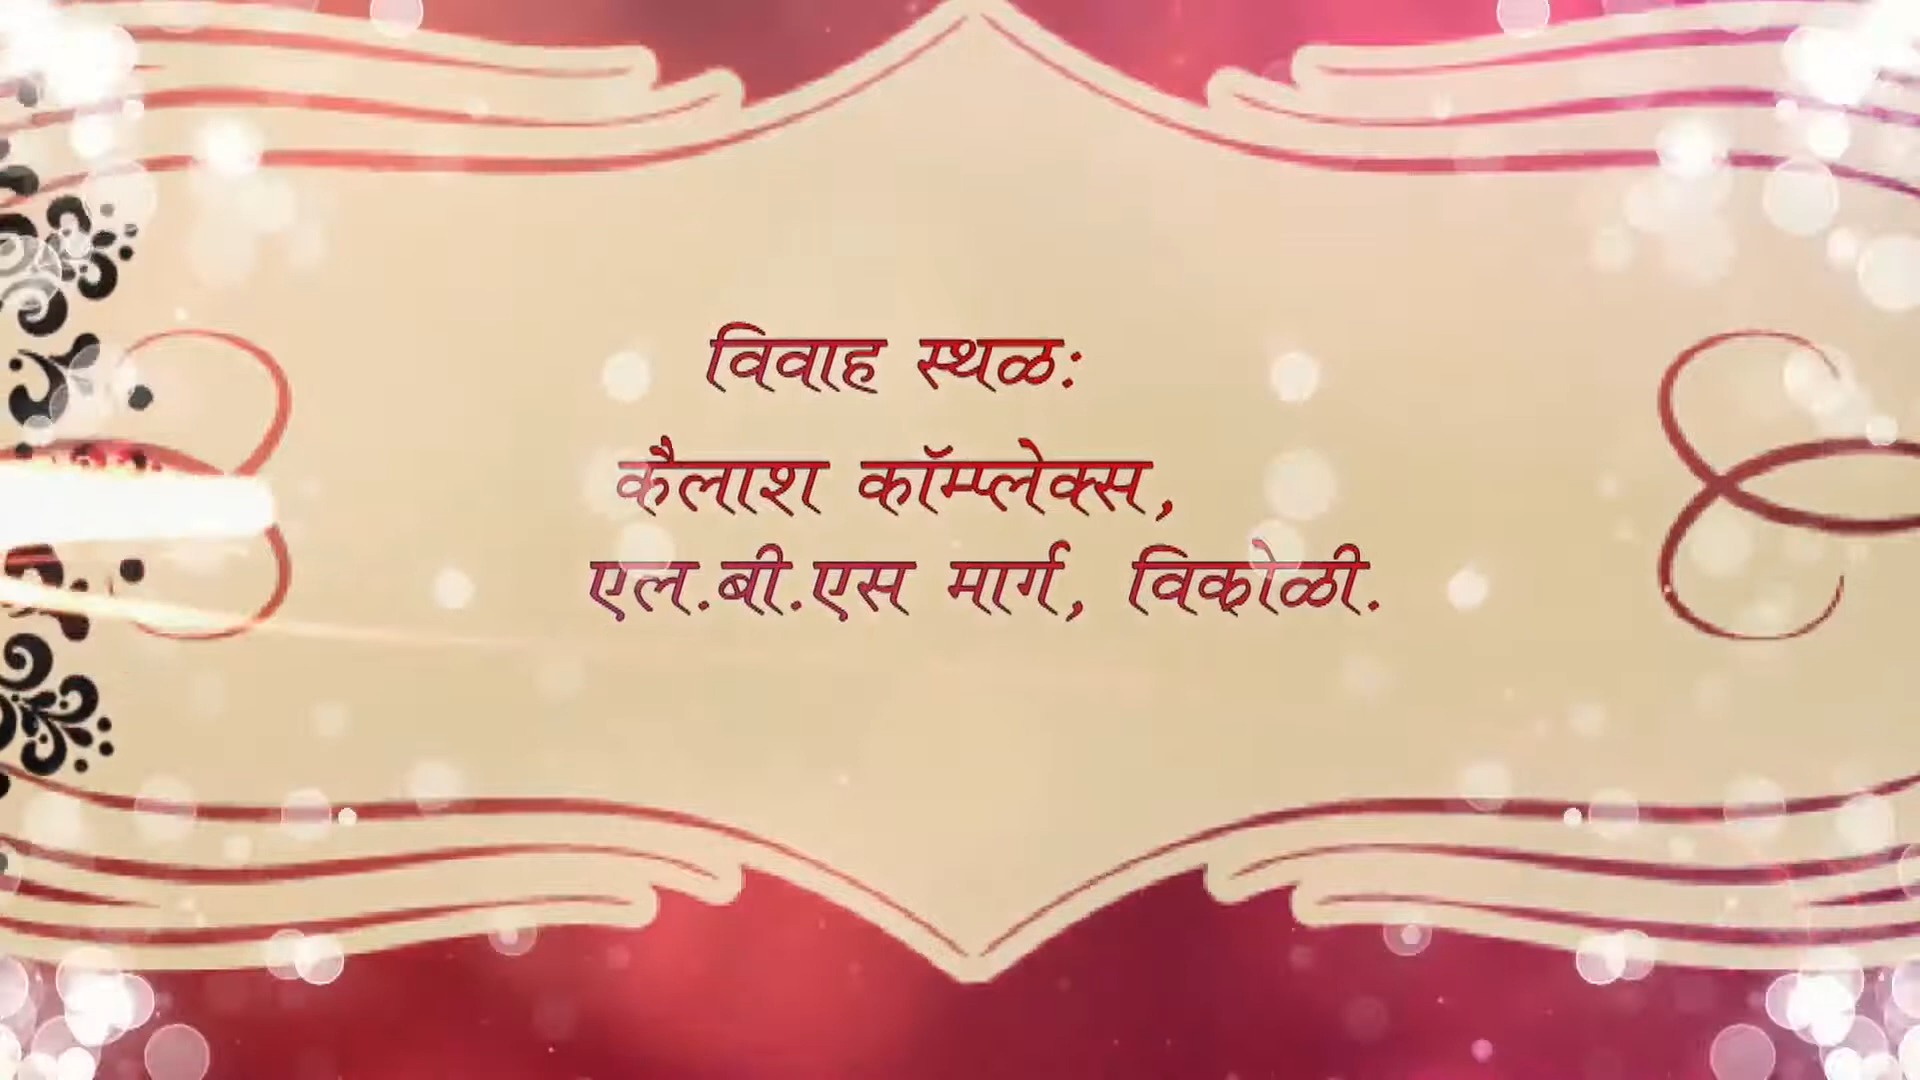 विवाह स्थळ:
कैलाश कॉम्प्लेक्स,
एल.बी.एस मार्ग, विक्रोळी.